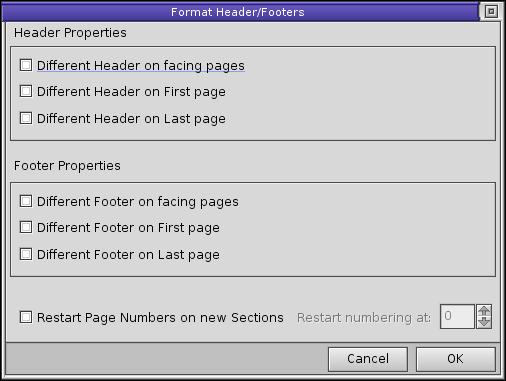 Format Header/Footers
Header Properties
Different Header on facing pages
Different Header on First page
Different Header on Last page
Footer Properties
Different Footer on facing pages
Different Footer on First page
Different Footer on Last page
Restart Page Numbers on new Sections Restart numbering at: 0
Cancel OK